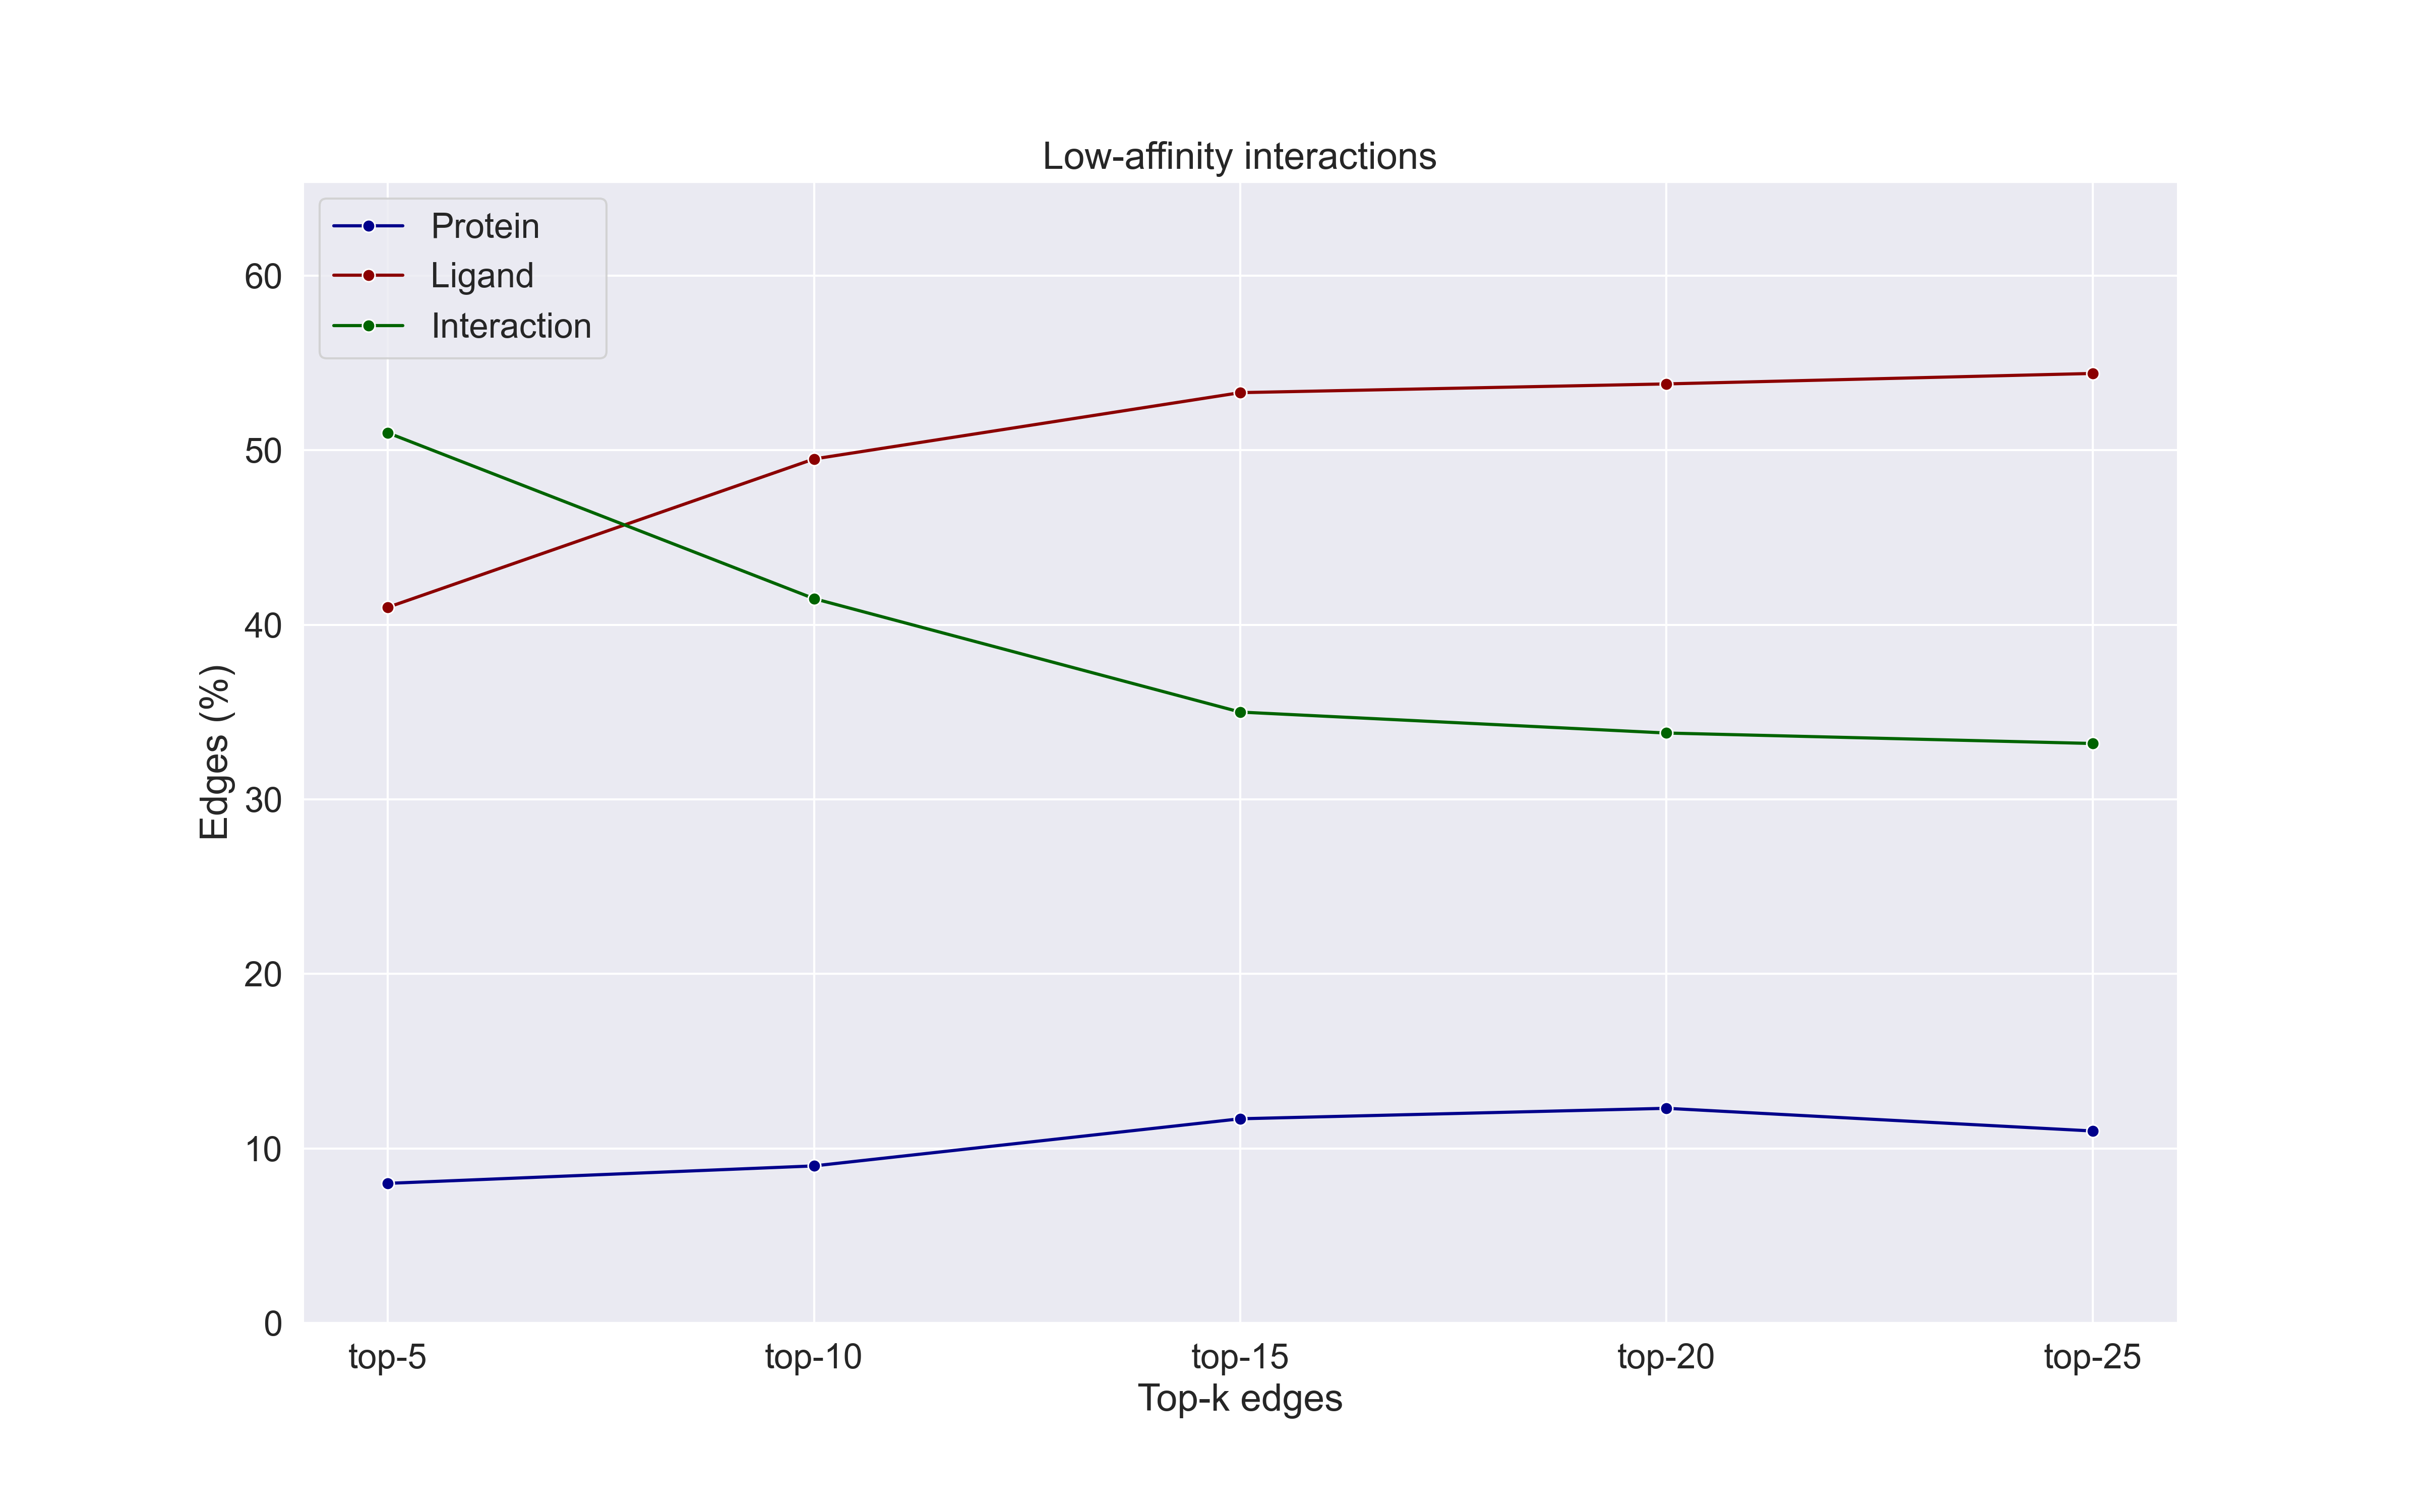 Low-affinity interactions
Protein
Ligand
Interaction
60
50
40
30
20
10
0
Edges (%)
top-5 top-10 top-15 top-20 top-25
Top-k edges